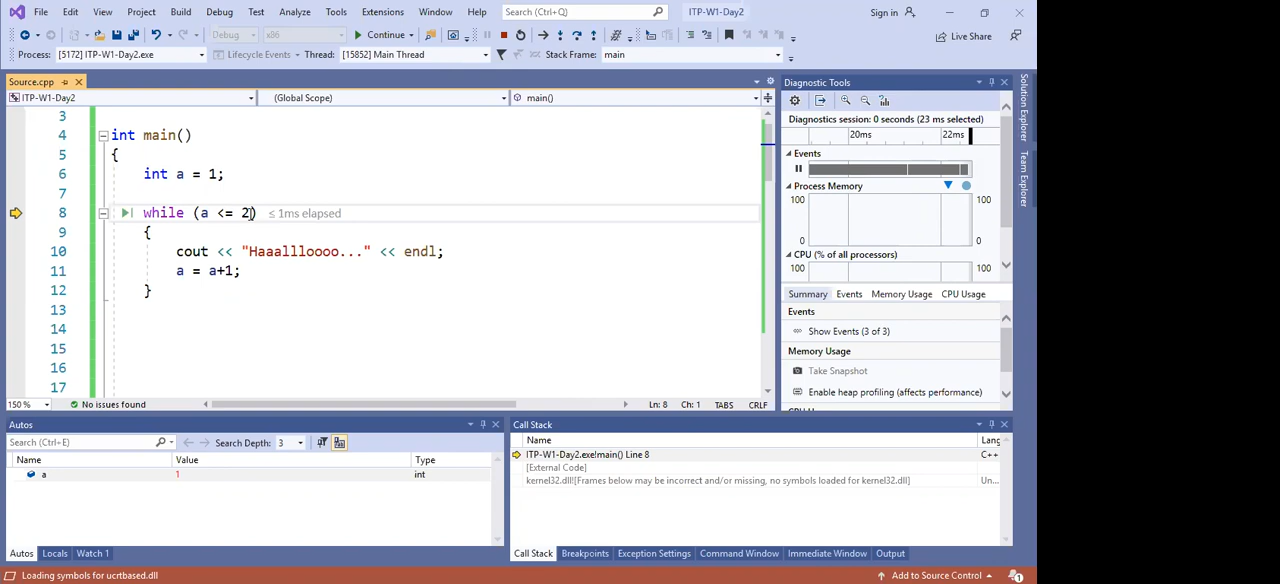 File Edit View Project Build Debug Test Analyze Tools Extensions Window Help Search (Ctrl+Q) ITP-W1-Day2 Sign in
Debug x86 Continue Live Share
Process: [5172] ITP-W1-Day2.exe Lifecycle Events Thread: [15852] Main Thread Stack Frame: main
Source.cpp
ITP-W1-Day2 (Global Scope) main()
3
4 int main()
5 {
6 int a = 1;
7
8 while (a <= 2) ≤ 1ms elapsed
9 {
10 cout << "Haaallloooo..." << endl;
11 a = a+1;
12 }
13
14
15
16
17
150 % No issues found Ln: 8 Ch: 1 TABS CRLF
Diagnostic Tools
Diagnostics session: 0 seconds (23 ms selected)
20ms 22ms
Events
Process Memory
100 100
0 0
CPU (% of all processors)
100 100
Summary Events Memory Usage CPU Usage
Events
Show Events (3 of 3)
Memory Usage
Take Snapshot
Enable heap profiling (affects performance)
Solution Explorer
Team Explorer
Autos
Search (Ctrl+E) Search Depth: 3
Name Value Type
a 1 int
Autos Locals Watch 1
Call Stack
Name Lang
ITP-W1-Day2.exe!main() Line 8 C++
[External Code]
kernel32.dll![Frames below may be incorrect and/or missing, no symbols loaded for kernel32.dll] Un...
Call Stack Breakpoints Exception Settings Command Window Immediate Window Output
Loading symbols for ucrtbased.dll Add to Source Control 1